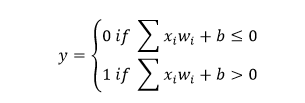 y = { 0 if ∑ xᵢwᵢ + b ≤ 0
1 if ∑ xᵢwᵢ + b > 0